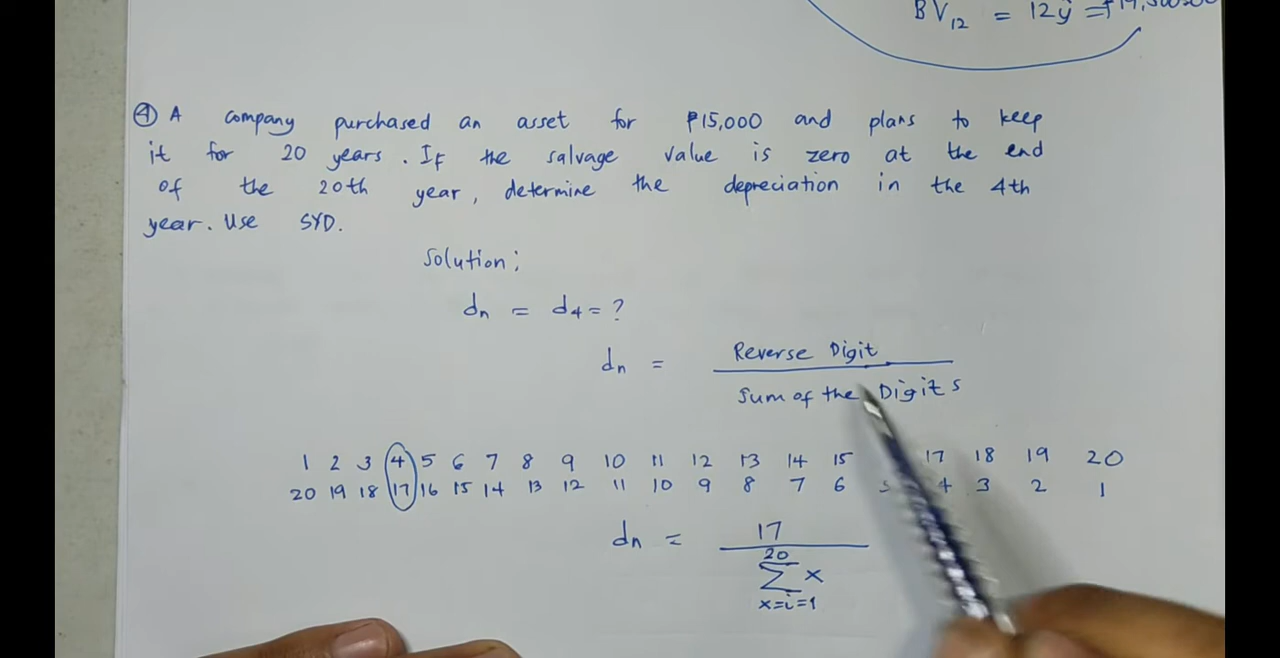 BV12 = 12y =₱19,500.00
④ A company purchased an asset for ₱15,000 and plans to keep
it for 20 years. If the salvage value is zero at the end
of the 20th year, determine the depreciation in the 4th
year. Use SYD.
Solution;
dn = d4 = ?
dn = Reverse Digit
Sum of the Digits
1 2 3 4 5 6 7 8 9 10 11 12 13 14 15 17 18 19 20
20 19 18 17 16 15 14 13 12 11 10 9 8 7 6 4 3 2 1
dn = 17
20
Σ x
x=i=1